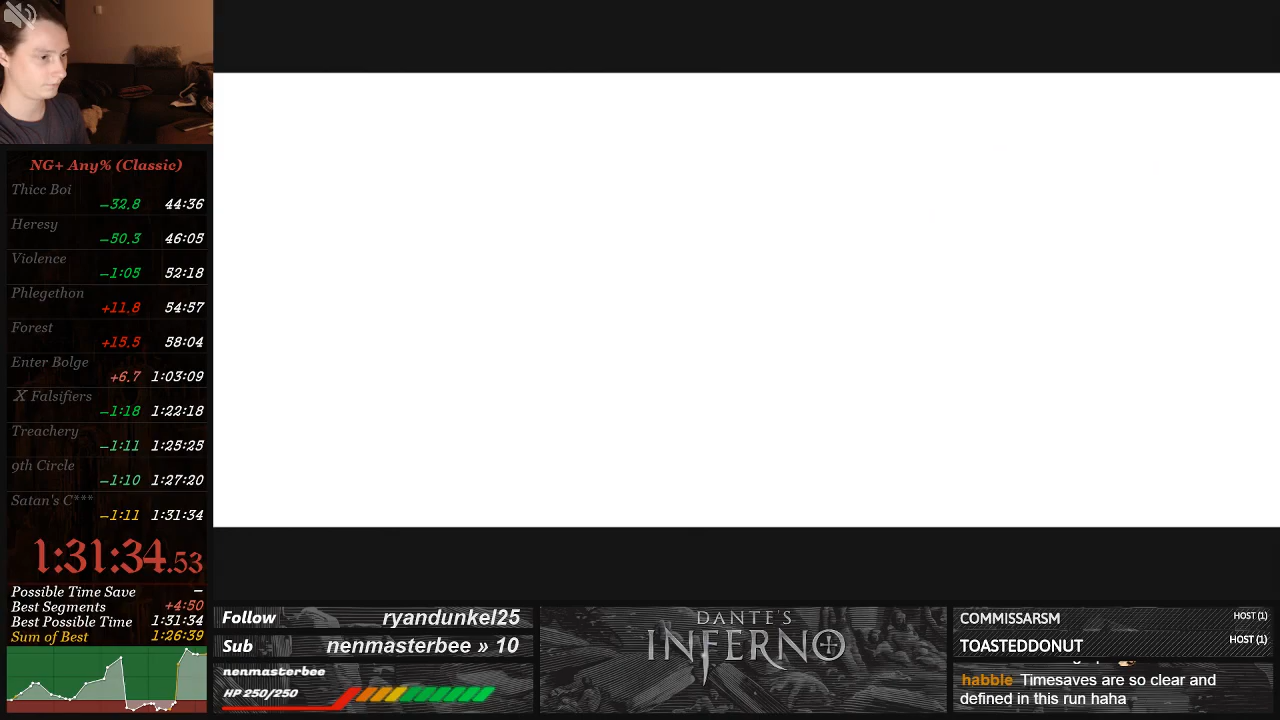 NG+ Any% (Classic)
Thicc Boi
-32.8 44:36
Heresy
-50.3 46:05
Violence
-1:05 52:18
Phlegethon
+11.8 54:57
Forest
+15.5 58:04
Enter Bolge
+6.7 1:03:09
X Falsifiers
-1:18 1:22:18
Treachery
-1:11 1:25:25
9th Circle
-1:10 1:27:20
Satan's C***
-1:11 1:31:34
1:31:34.53
Possible Time Save –
Best Segments +4:50
Best Possible Time 1:31:34
Sum of Best 1:26:39
Follow ryandunkel25
Sub nenmasterbee » 10
nenmasterbee
HP 250/250
DANTE'S
INFERNO
COMMISSARSM HOST (1)
TOASTEDDONUT HOST (1)
habble Timesaves are so clear and
defined in this run haha